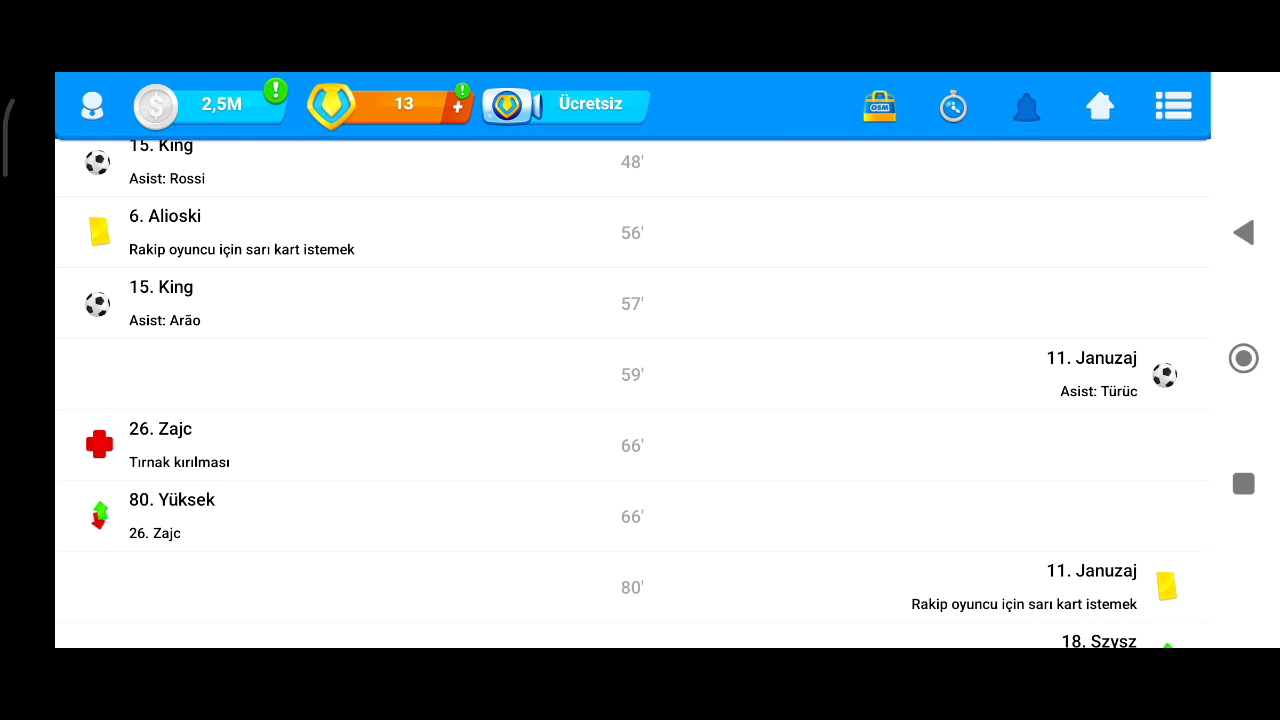 2,5M
13
Ücretsiz
OSM
15. King
48'
Asist: Rossi
6. Alioski
56'
Rakip oyuncu için sarı kart istemek
15. King
57'
Asist: Arão
11. Januzaj
59'
Asist: Türüc
26. Zajc
66'
Tırnak kırılması
80. Yüksek
66'
26. Zajc
11. Januzaj
80'
Rakip oyuncu için sarı kart istemek
18. Szysz